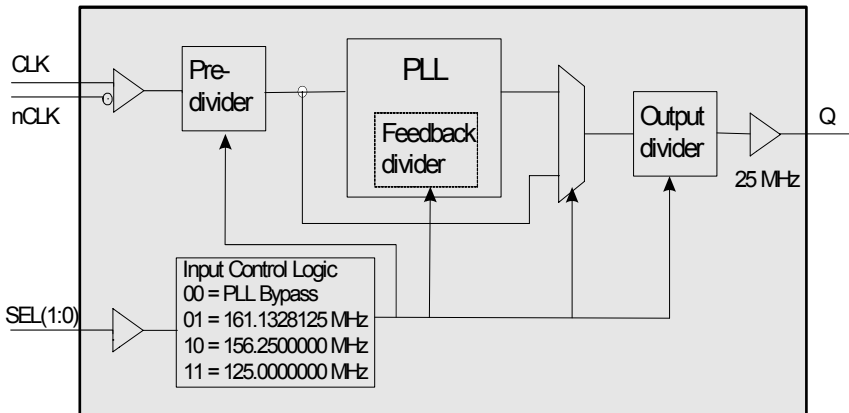 CLK
nCLK
Pre-
divider
PLL
Feedback
divider
Output
divider
Q
25 MHz
SEL(1:0)
Input Control Logic
00 = PLL Bypass
01 = 161.1328125 MHz
10 = 156.2500000 MHz
11 = 125.0000000 MHz